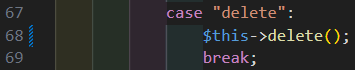 67 case "delete":
68 $this->delete();
69 break;